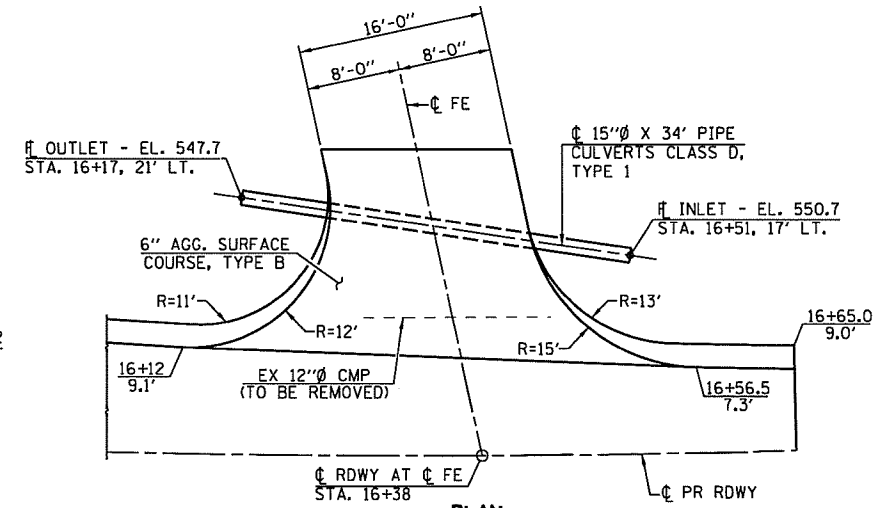 16'-0"
8'-0"
8'-0"
℄ FE
℄ 15"Ø X 34' PIPE
CULVERTS CLASS D,
TYPE 1
FL OUTLET - EL. 547.7
STA. 16+17, 21' LT.
FL INLET - EL. 550.7
STA. 16+51, 17' LT.
6" AGG. SURFACE
COURSE, TYPE B
R=11'
R=12'
R=13'
R=15'
16+65.0
9.0'
16+12
9.1'
EX 12"Ø CMP
(TO BE REMOVED)
16+56.5
7.3'
℄ RDWY AT ℄ FE
STA. 16+38
℄ PR RDWY
PLAN